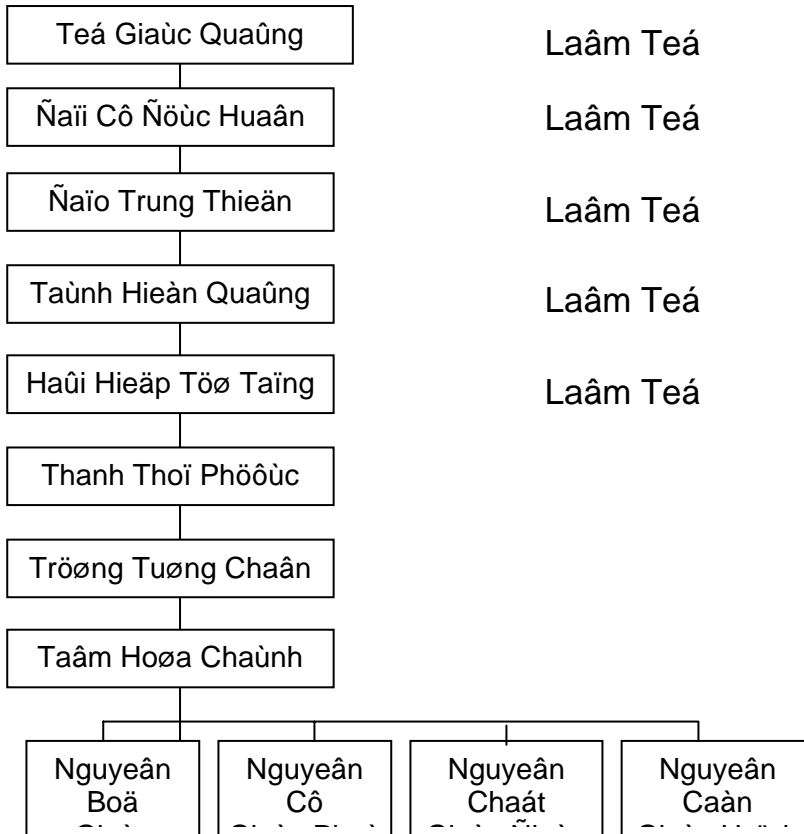 Teá Giaùc Quaûng
Laâm Teá
Ñaïi Cô Ñöùc Huaân
Laâm Teá
Ñaïo Trung Thieän
Laâm Teá
Taùnh Hieàn Quaûng
Laâm Teá
Haûi Hieäp Töø Taïng
Laâm Teá
Thanh Thoï Phöôùc
Tröøng Tuøng Chaân
Taâm Hoøa Chaùnh
Nguyeân
Boä
Nguyeân
Cô
Nguyeân
Chaát
Nguyeân
Caàn